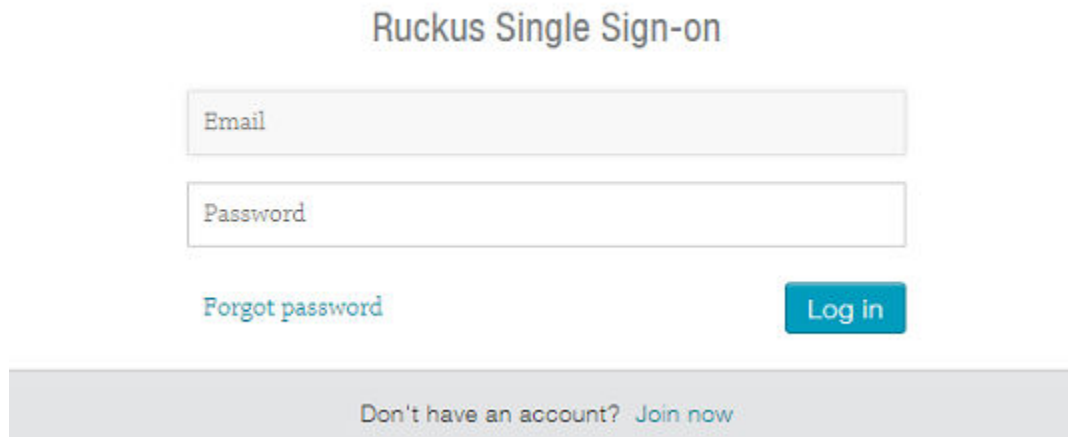 Ruckus Single Sign-on
Email
Password
Forgot password
Log in
Don't have an account? Join now